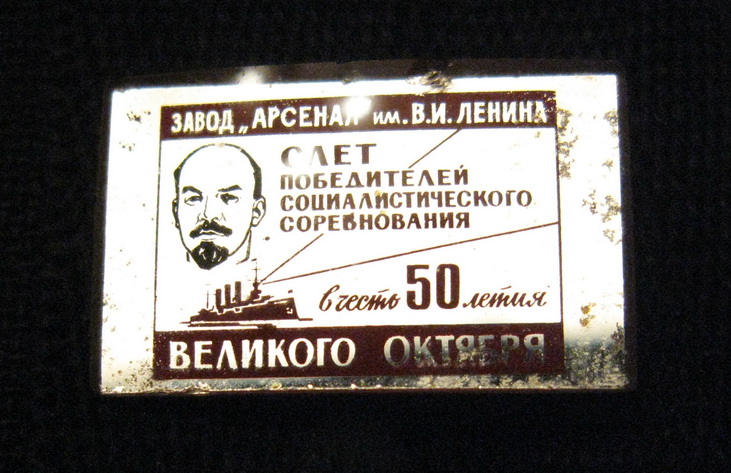 ЗАВОД „АРСЕНАЛ" ИМ. В.И. ЛЕНИНА
СЛЕТ
ПОБЕДИТЕЛЕЙ
СОЦИАЛИСТИЧЕСКОГО
СОРЕВНОВАНИЯ
в честь 50 летия
ВЕЛИКОГО ОКТЯБРЯ